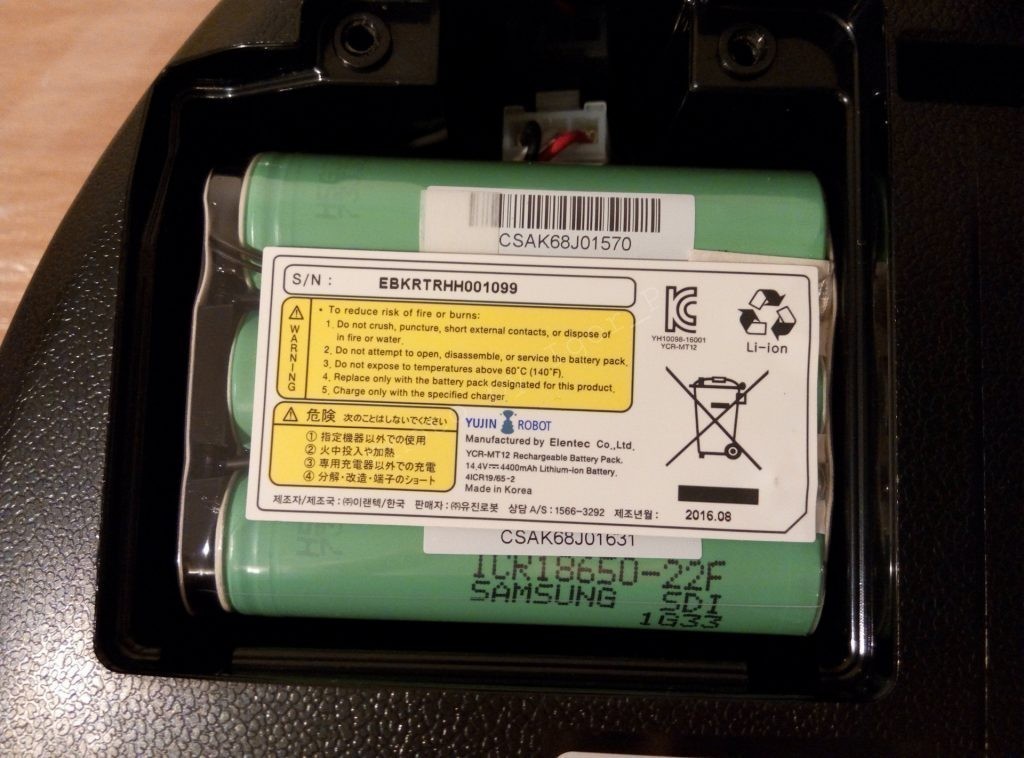 CSAK68J01570
S/N : EBKRTRHH001099
WARNING
• To reduce risk of fire or burns:
1. Do not crush, puncture, short external contacts, or dispose of
in fire or water.
2. Do not attempt to open, disassemble, or service the battery pack.
3. Do not expose to temperatures above 60°C (140°F).
4. Replace only with the battery pack designated for this product.
5. Charge only with the specified charger.
YH10098-16001
YCR-MT12
Li-ion
危険 次のことはしないでください
① 指定機器以外での使用
② 火中投入や加熱
③ 専用充電器以外での充電
④ 分解・改造・端子のショート
YUJIN ROBOT
Manufactured by Elentec Co.,Ltd.
YCR-MT12 Rechargeable Battery Pack.
14.4V⎓4400mAh Lithium-ion Battery.
4ICR19/65-2
Made in Korea
제조자/제조국 : ㈜이랜텍/한국 판매자 : ㈜유진로봇 상담 A/S : 1566-3292 제조년월 : 2016.08
CSAK68J01631
ICR18650-22F
SAMSUNG SDI
1G33